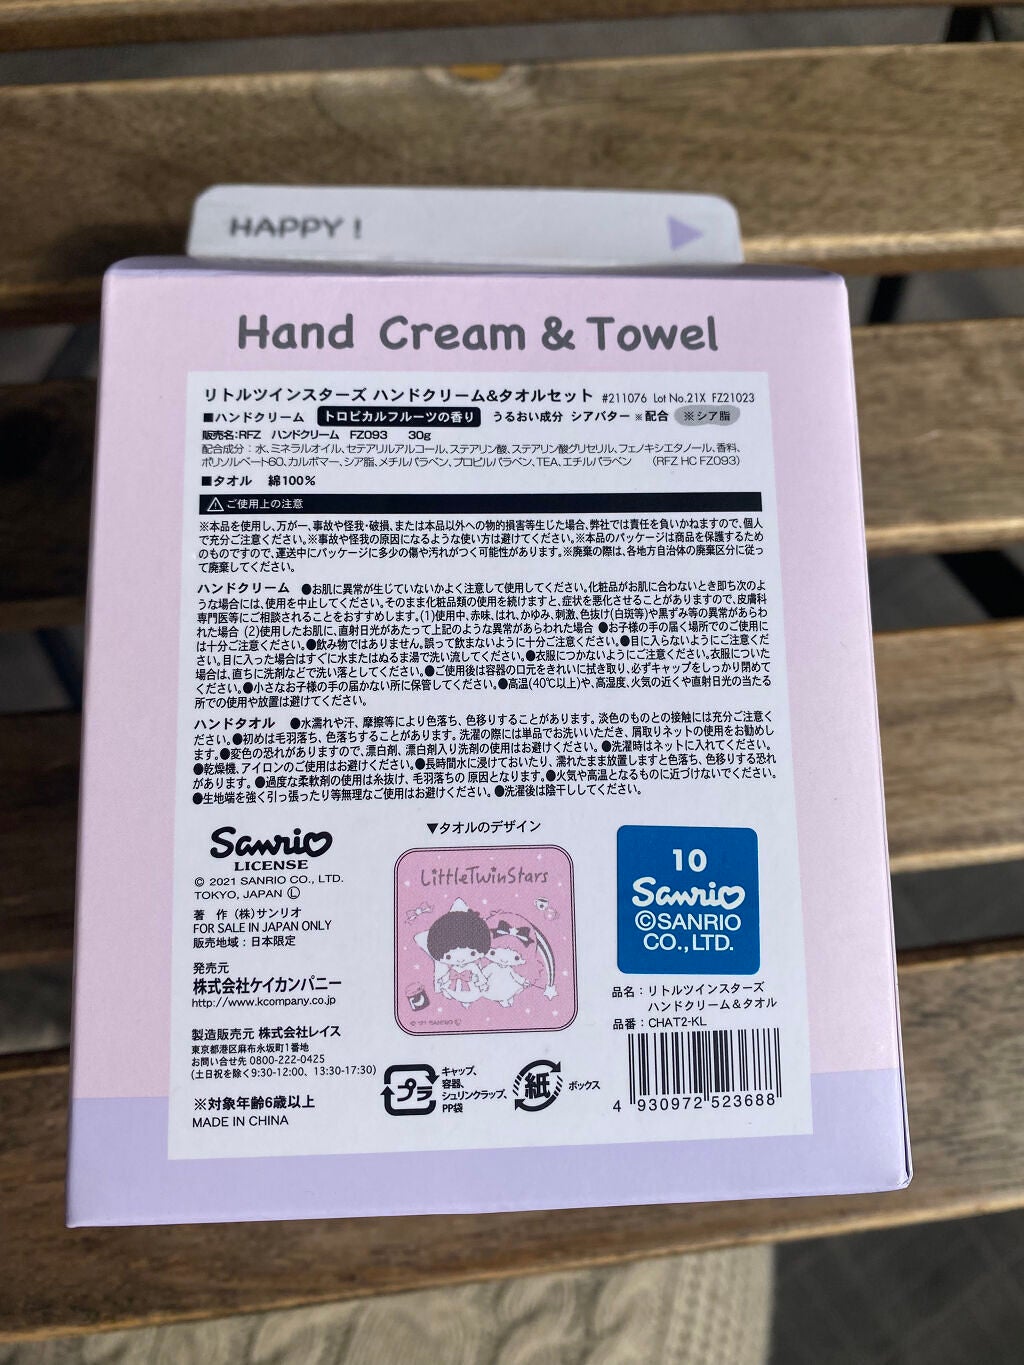 HAPPY !
Hand Cream & Towel
リトルツインスターズ ハンドクリーム&タオルセット #211076 Lot No.21X FZ21023
■ハンドクリーム トロピカルフルーツの香り うるおい成分 シアバター ※配合 ※シア脂
販売名:RFZ ハンドクリーム FZ093 30g
配合成分：水、ミネラルオイル、セテアリルアルコール、ステアリン酸、ステアリン酸グリセリル、フェノキシエタノール、香料、
ポリソルベート60、カルボマー、シア脂、メチルパラベン、プロピルパラベン、TEA、エチルパラベン (RFZ HC FZ093)
■タオル 綿100%
⚠ご使用上の注意
※本品を使用し、万が一、事故や怪我・破損、または本品以外への物的損害等生じた場合、弊社では責任を負いかねますので、個人
で充分ご注意ください。※事故や怪我の原因になるような使い方は避けてください。※本品のパッケージは商品を保護するため
のものですので、運送中にパッケージに多少の傷や汚れがつく可能性があります。※廃棄の際は、各地方自治体の廃棄区分に従っ
て廃棄してください。
ハンドクリーム ●お肌に異常が生じていないかよく注意して使用してください。化粧品がお肌に合わないとき即ち次のよ
うな場合には、使用を中止してください。そのまま化粧品類の使用を続けますと、症状を悪化させることがありますので、皮膚科
専門医等にご相談されることをおすすめします。(1)使用中、赤味、はれ、かゆみ、刺激、色抜け(白斑等)や黒ずみ等の異常があらわ
れた場合 (2)使用したお肌に、直射日光があたって上記のような異常があらわれた場合 ●お子様の手の届く場所でのご使用に
は十分ご注意ください。●飲み物ではありません。誤って飲まないように十分ご注意ください。●目に入らないようにご注意くだ
さい。目に入った場合はすぐに水またはぬるま湯で洗い流してください。●衣服につかないようにご注意ください。衣服についた
場合は、直ちに洗剤などで洗い落としてください。●ご使用後は容器の口元をきれいに拭き取り、必ずキャップをしっかり閉めて
ください。●小さなお子様の手の届かない所に保管してください。●高温(40℃以上)や、高湿度、火気の近くや直射日光の当たる
所での使用や放置は避けてください。
ハンドタオル ●水濡れや汗、摩擦等により色落ち、色移りすることがあります。淡色のものとの接触には充分ご注意く
ださい。●初めは毛羽落ち、色落ちすることがあります。洗濯の際には単品でお洗いいただき、屑取りネットの使用をお勧めし
ます。●変色の恐れがありますので、漂白剤、漂白剤入り洗剤の使用はお避けください。●洗濯時はネットに入れてください。
●乾燥機、アイロンのご使用はお避けください。●長時間水に浸けておいたり、濡れたまま放置しますと色落ち、色移りする恐れ
があります。●過度な柔軟剤の使用は糸抜け、毛羽落ちの原因となります。●火気や高温となるものに近づけないでください。
●生地端を強く引っ張ったり等無理なご使用はお避けください。●洗濯後は陰干ししてください。
Sanrio
LICENSE
© 2021 SANRIO CO., LTD.
TOKYO, JAPAN Ⓛ
著 作 (株)サンリオ
FOR SALE IN JAPAN ONLY
販売地域：日本限定
発売元
株式会社ケイカンパニー
http://www.kcompany.co.jp
製造販売元 株式会社レイス
東京都港区麻布永坂町1番地
お問い合せ先 0800-222-0425
(土日祝を除く9:30-12:00、13:30-17:30)
※対象年齢6歳以上
MADE IN CHINA
▼タオルのデザイン
LittleTwinStars
© '21 SANRIO Ⓛ
プラ
キャップ、
容器、
シュリンクラップ、
PP袋
紙
ボックス
10
Sanrio
©SANRIO
CO.,LTD.
品名：リトルツインスターズ
ハンドクリーム＆タオル
品番：CHAT2-KL
4 930972 523688